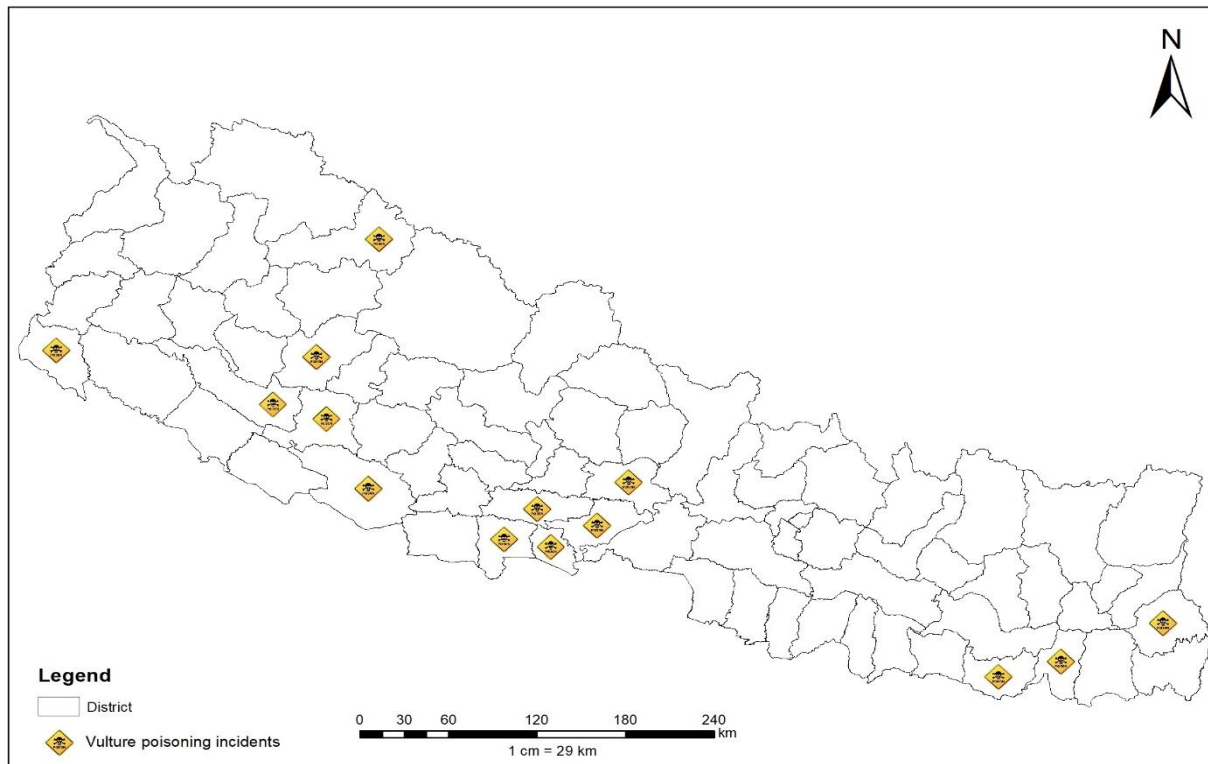 N
Legend
District
Vulture poisoning incidents
0 30 60 120 180 240
km
1 cm = 29 km